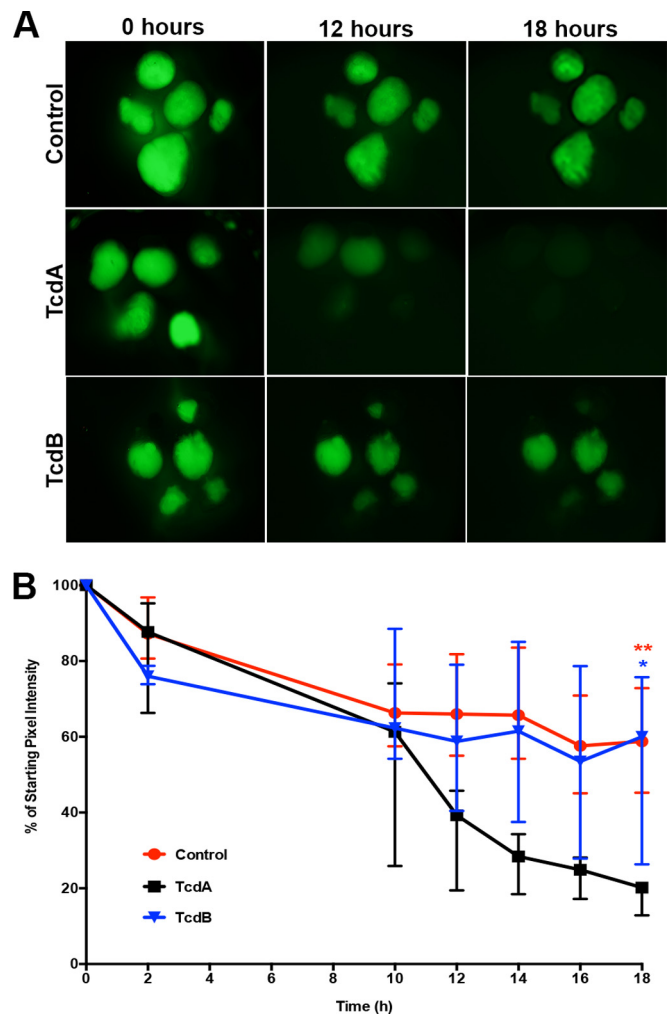 A
0 hours
12 hours
18 hours
Control
TcdA
TcdB
B
% of Starting Pixel Intensity
100
80
60
40
20
0
**
*
Control
TcdA
TcdB
0
2
4
6
8
10
12
14
16
18
Time (h)